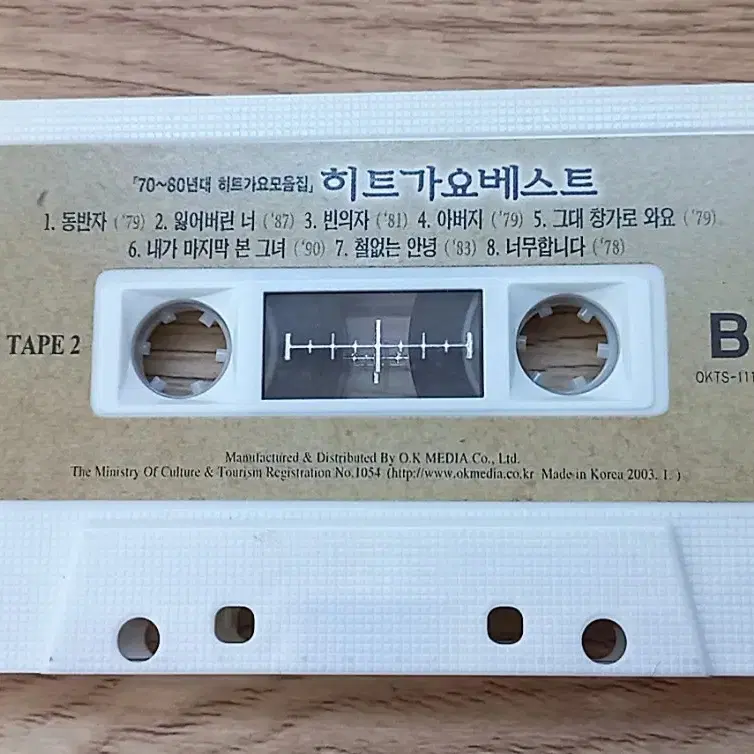 「'70~80년대 히트가요모음집」 히트가요베스트
1. 동반자 ('79) 2. 잃어버린 너 ('87) 3. 빈의자 ('81) 4. 아버지 ('79) 5. 그대 창가로 와요 ('79)
6. 내가 마지막 본 그녀 ('90) 7. 철없는 안녕 ('83) 8. 너무합니다 ('78)
TAPE 2
B
OKTS-111
Manufactured & Distributed By O.K MEDIA Co., Ltd.
The Ministry Of Culture & Tourism Registration No.1054 (http://www.okmedia.co.kr Made in Korea 2003. 1. )